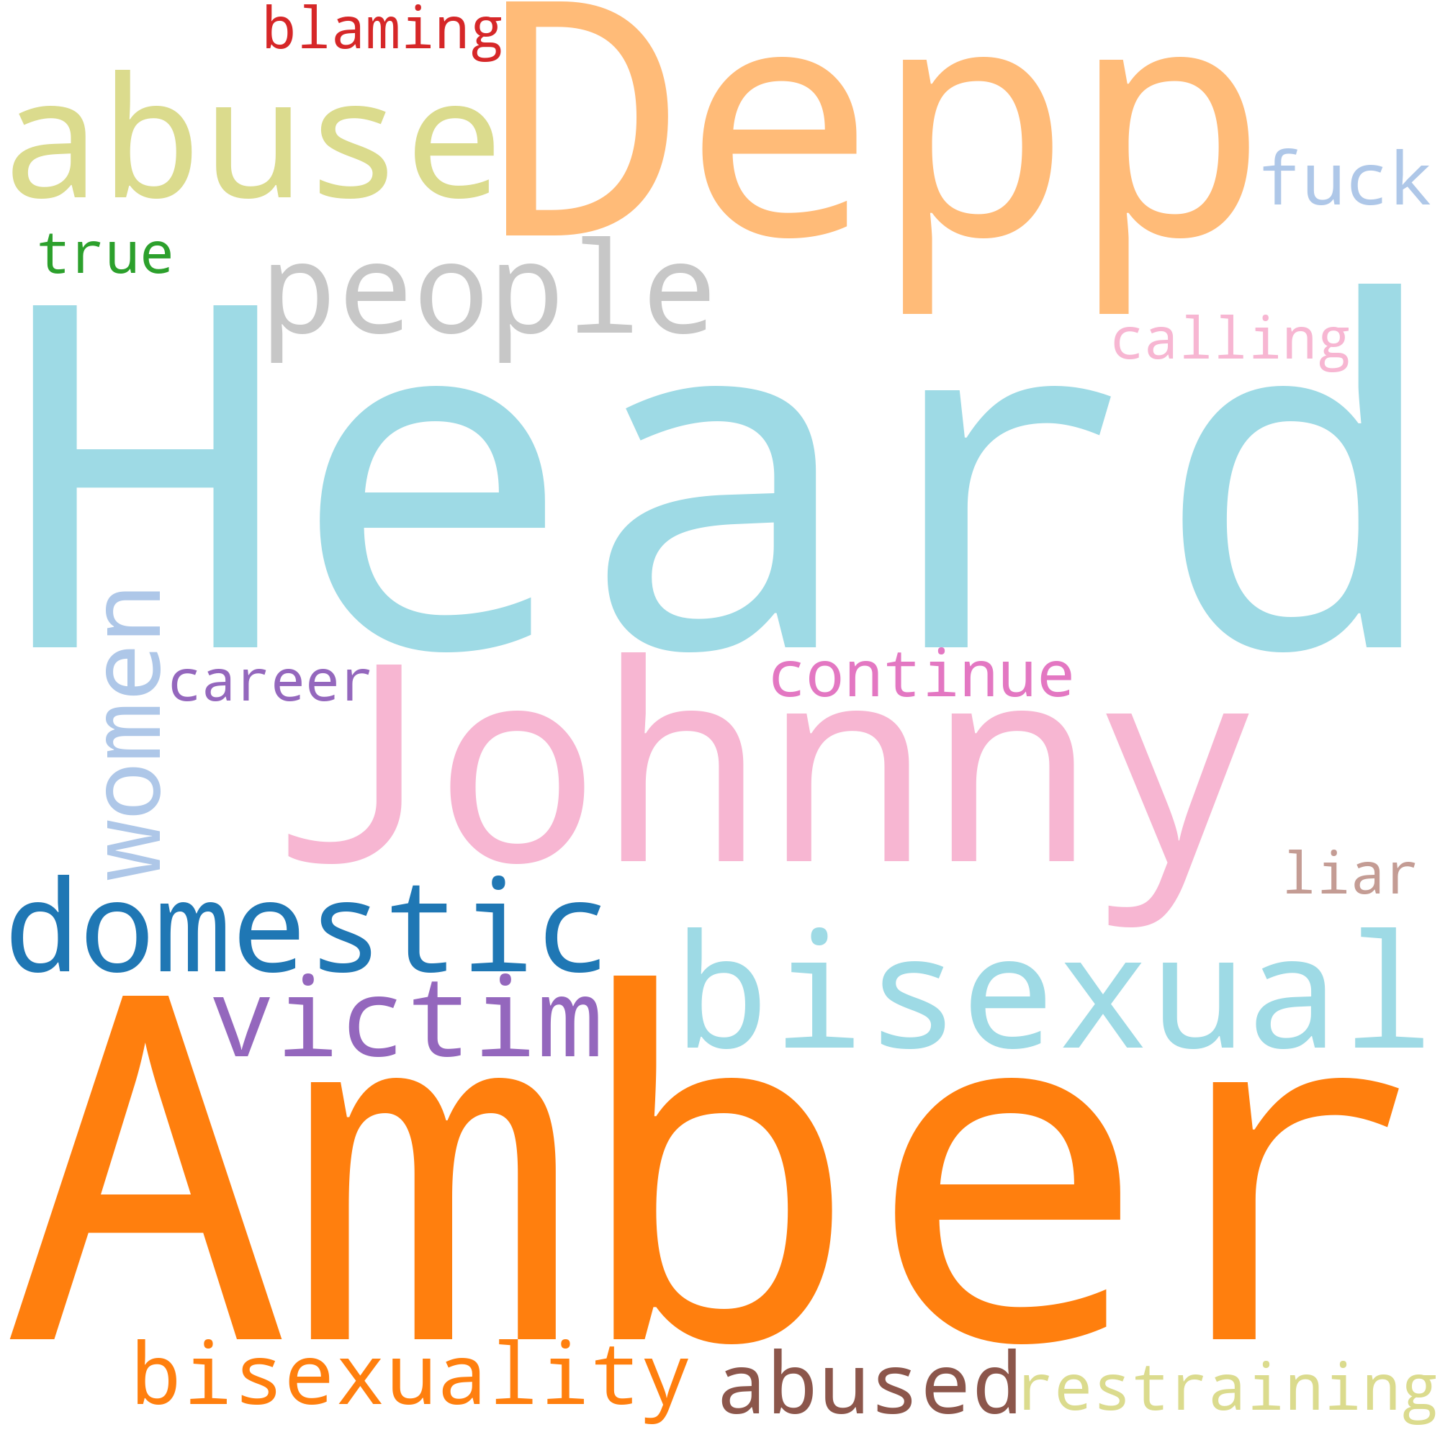 blaming
Depp
abuse
fuck
true
people
calling
Heard
women
career
continue
Johnny
liar
domestic
bisexual
victim
Amber
bisexuality
abused
restraining